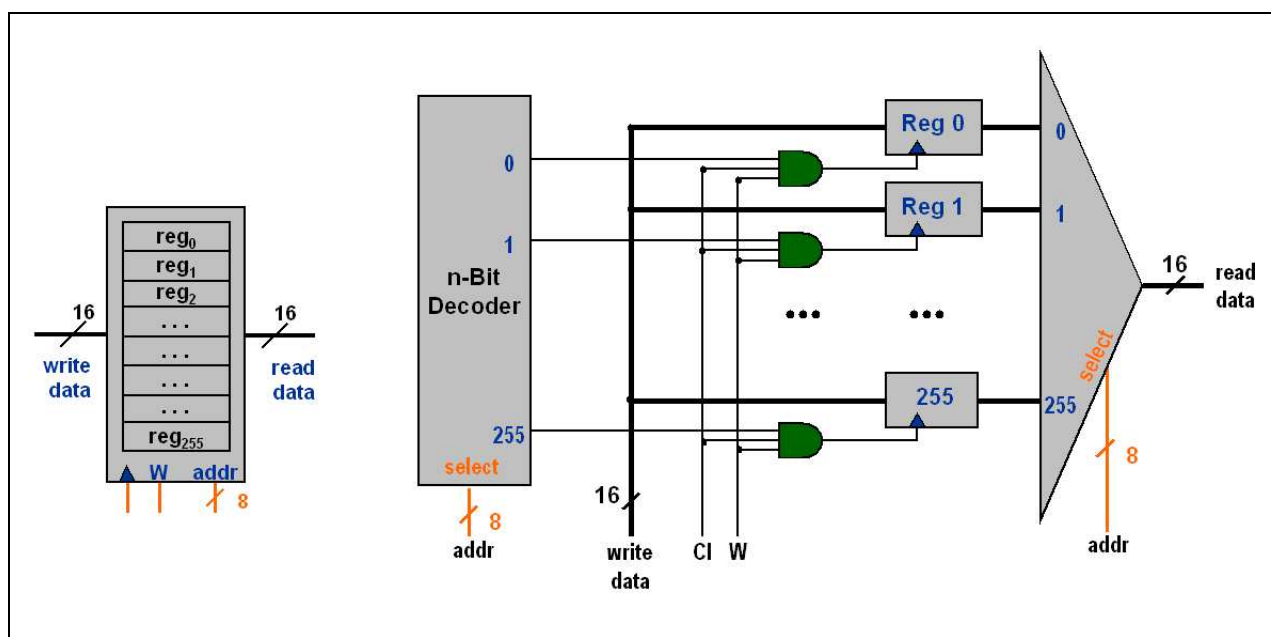 reg0
reg1
reg2
...
...
...
...
reg255
16
write
data
16
read
data
W
addr
8
n-Bit
Decoder
0
1
255
select
8
addr
16
write
data
Cl
W
Reg 0
Reg 1
...
...
255
0
1
255
select
8
addr
16
read
data